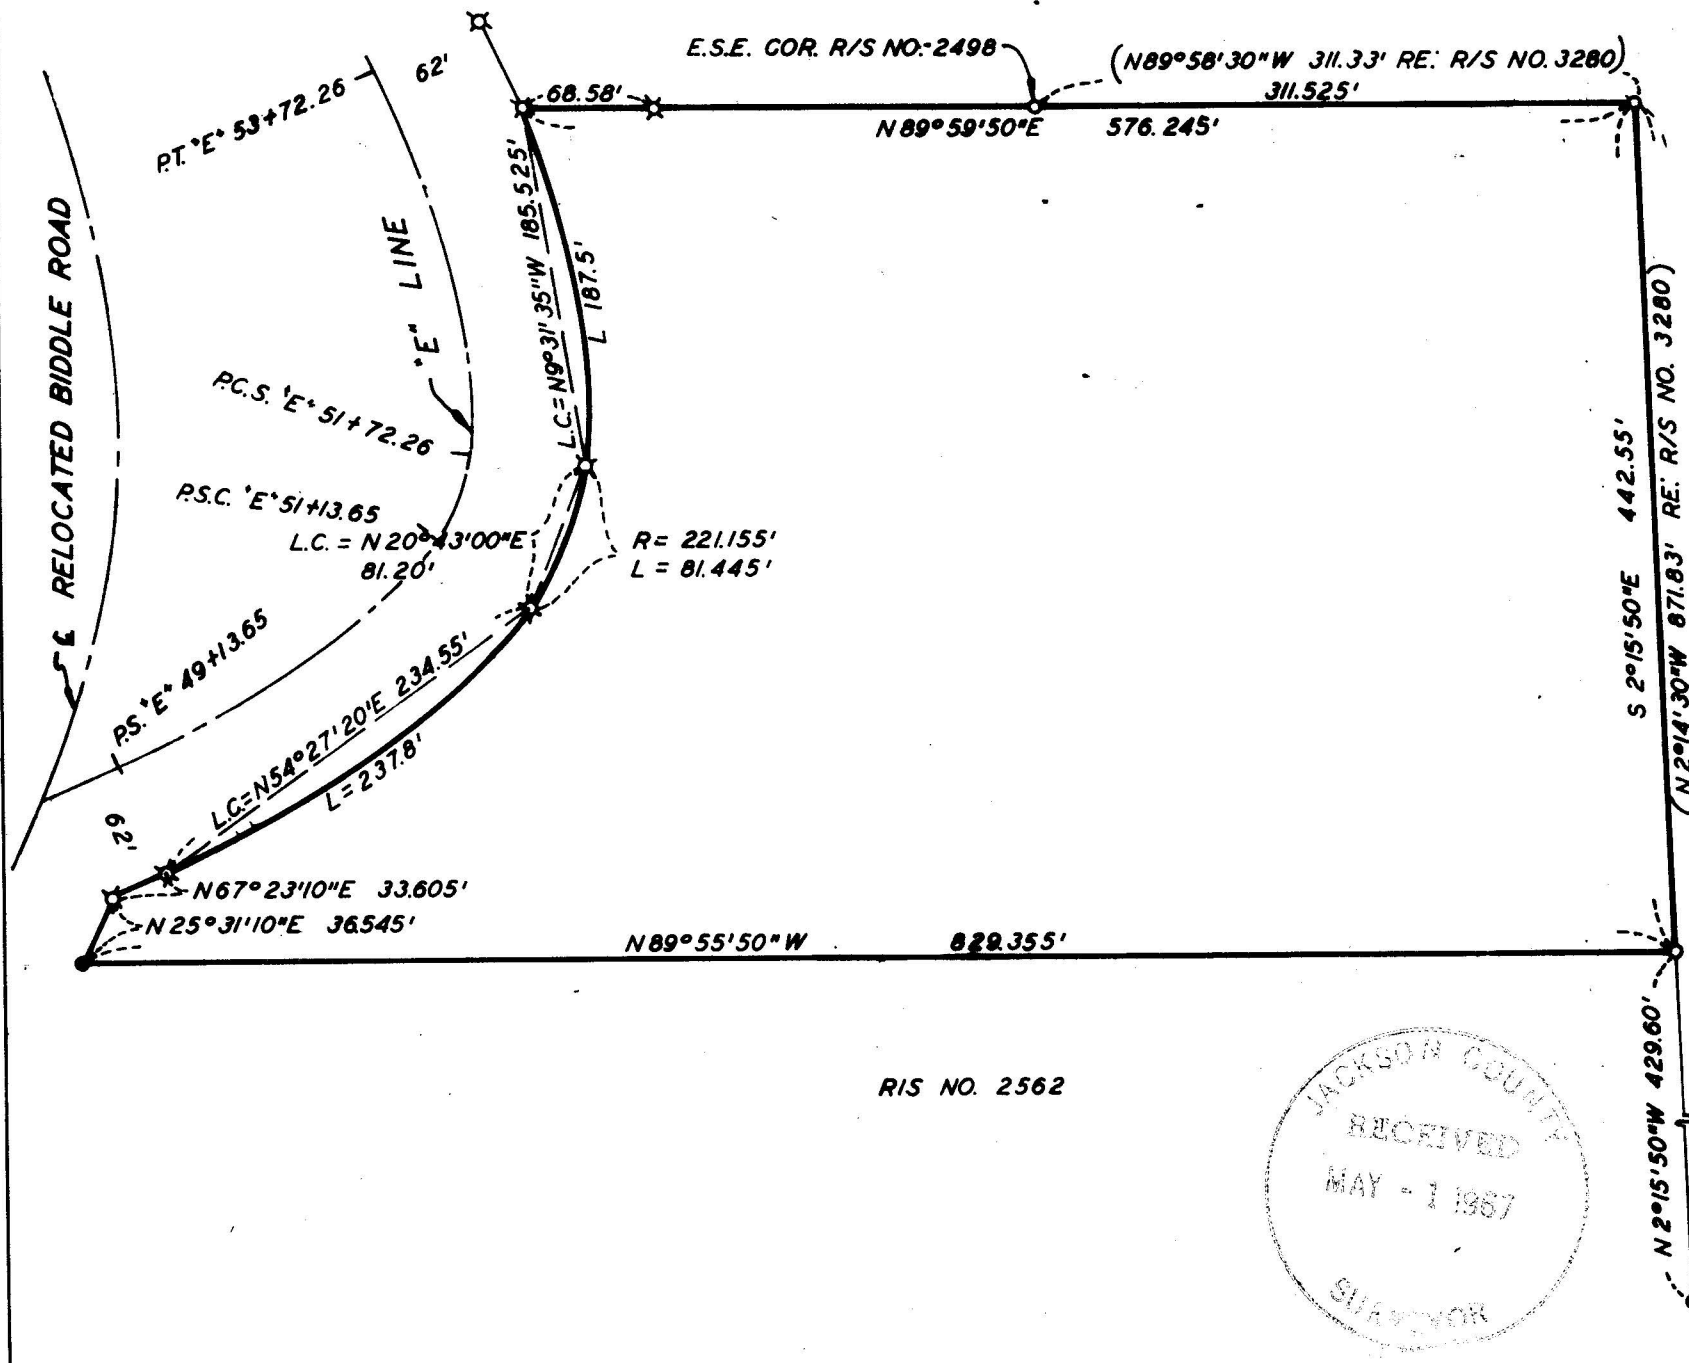 62'
E.S.E. COR. R/S NO. 2498
(N89°58'30"W 311.33' RE: R/S NO. 3280)
68.58'
311.525'
N89°59'50"E 576.245'
P.T. "E" 53+72.26
"E" LINE
RELOCATED BIDDLE ROAD
L.C.=N9°31'35"W 185.525'
L 187.5'
P.C.S. "E" 51+72.26
P.S.C. "E" 51+13.65
L.C. = N20°43'00"E
81.20'
R= 221.155'
L = 81.445'
S 2°15'50"E 442.55'
(N2°14'30"W 871.83' RE: R/S NO. 3280)
P.S. "E" 49+13.65
L.C.=N54°27'20"E 234.55'
L=237.8'
62'
N67°23'10"E 33.605'
N25°31'10"E 36.545'
N89°55'50"W 829.355'
N2°15'50"W 429.60'
R/S NO. 2562
JACKSON COUNTY
RECEIVED
MAY - 1 1967
SURVEYOR